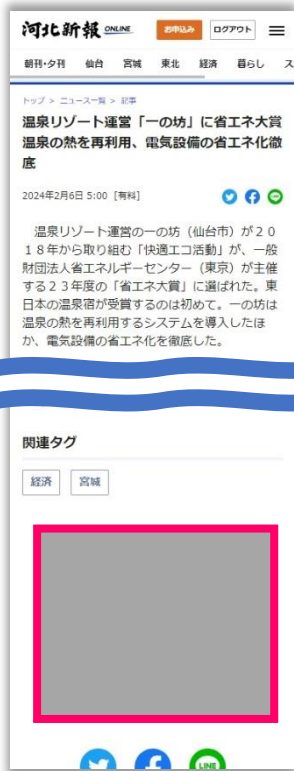 河北新報 ONLINE お申込み ログアウト
朝刊・夕刊 仙台 宮城 東北 経済 暮らし ス
トップ > ニュース一覧 > 記事
温泉リゾート運営「一の坊」に省エネ大賞
温泉の熱を再利用、電気設備の省エネ化徹
底
2024年2月6日 5:00 [有料]
温泉リゾート運営の一の坊（仙台市）が２０
１８年から取り組む「快適エコ活動」が、一般
財団法人省エネルギーセンター（東京）が主催
する２３年度の「省エネ大賞」に選ばれた。東
日本の温泉宿が受賞するのは初めて。一の坊は
温泉の熱を再利用するシステムを導入したほ
か、電気設備の省エネ化を徹底した。
関連タグ
経済 宮城
LINE